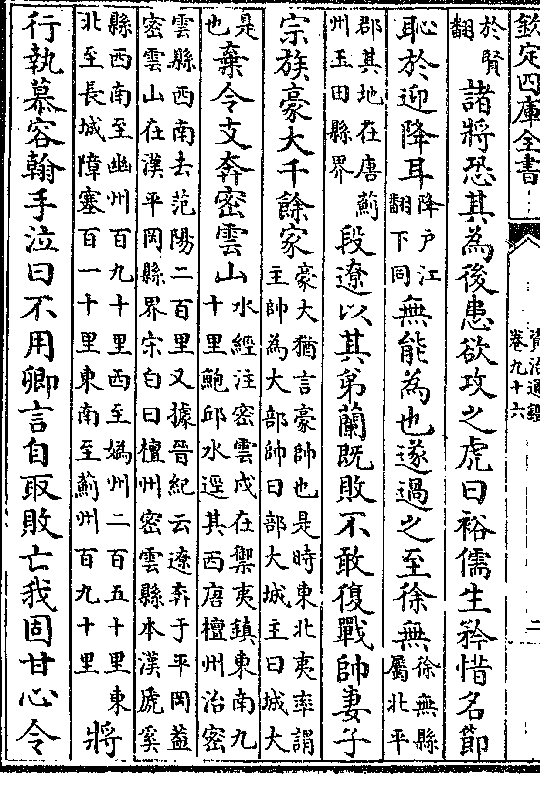 欽定四庫全書
資治通鑑
卷九十六
二
於賢
翻
諸將恐其為後患欲攻之虎曰裕儒生矜惜名節
恥於迎降耳
降户江
翻下同
無能為也遂過之至徐無
徐無縣
屬北平
郡其地在唐薊
州玉田縣界
段遼以其弟蘭既敗不敢復戰帥妻子
宗族豪大千餘家
豪大猶言豪帥也是時東北夷率謂
主帥為大部帥曰部大城主曰城大
是
也
棄令支奔密雲山
水經注密雲戍在禦夷鎮東南九
十里鮑邱水逕其西唐檀州治密
雲縣西南去范陽二百里又據晉紀云遼奔于平岡蓋
密雲山在漢平岡縣界宋白曰檀州密雲縣本漢虒奚
縣西南至幽州百九十里西至媯州二百五十里東
北至長城障塞百一十里東南至薊州百九十里
將
行執慕容翰手泣曰不用卿言自取敗亡我固甘心令